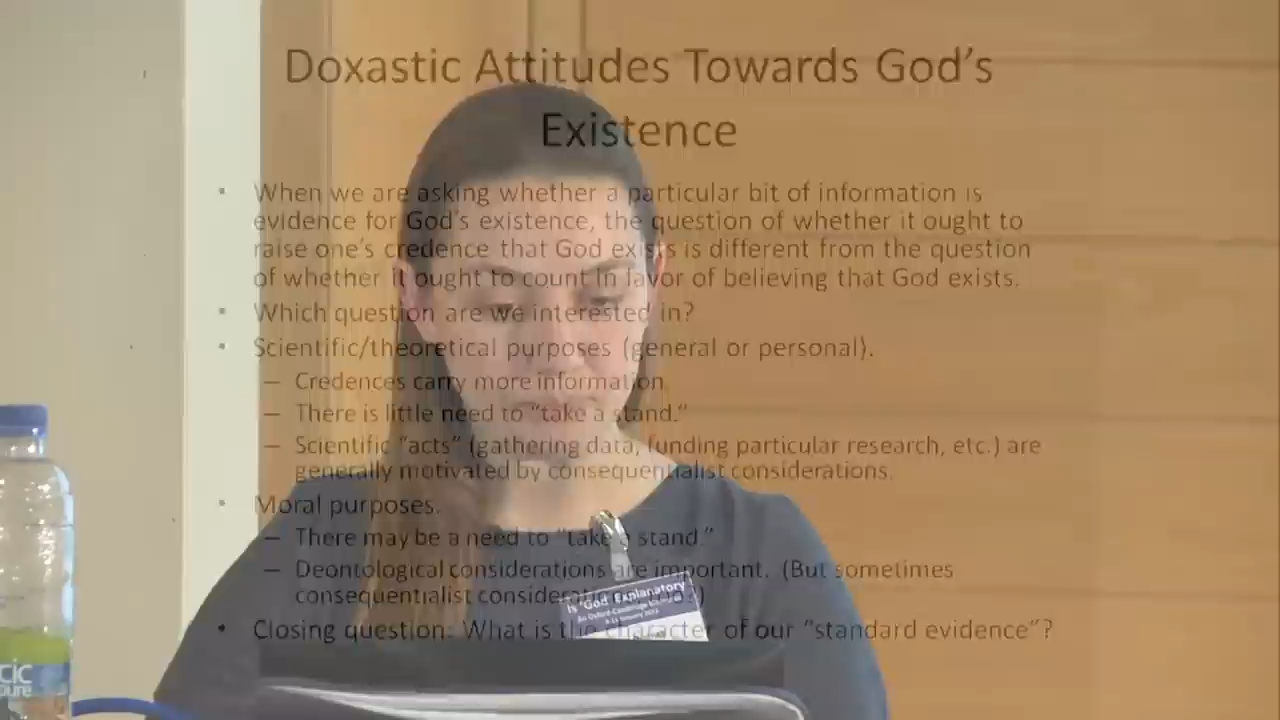 Doxastic Attitudes Towards God's
Existence
• When we are asking whether a particular bit of information is
evidence for God's existence, the question of whether it ought to
raise one's credence that God exists is different from the question
of whether it ought to count in favor of believing that God exists.
• Which question are we interested in?
• Scientific/theoretical purposes (general or personal).
– Credences carry more information.
– There is little need to "take a stand."
– Scientific "acts" (gathering data, funding particular research, etc.) are
generally motivated by consequentialist considerations.
• Moral purposes.
– There may be a need to "take a stand."
– Deontological considerations are important. (But sometimes
consequentialist considerations too?)
• Closing question: What is the character of our "standard evidence"?
Is "God" Explanatory
cic
pure